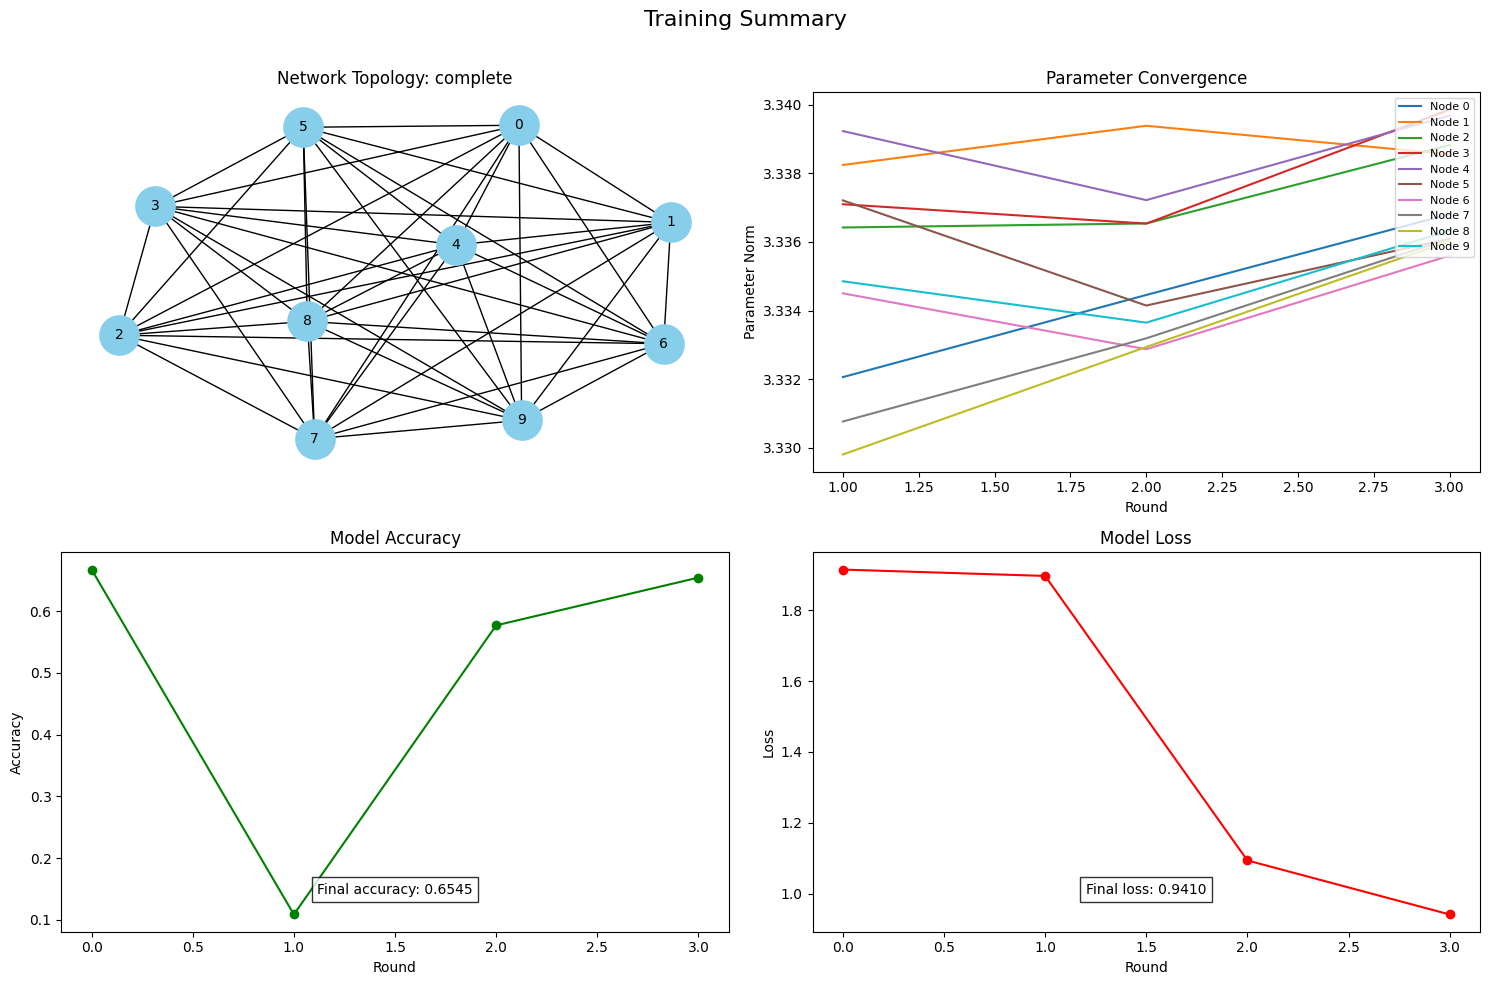 Training Summary
Network Topology: complete
5
0
3
1
4
8
2
6
9
7
Parameter Convergence
Parameter Norm
3.340
3.338
3.336
3.334
3.332
3.330
Node 0
Node 1
Node 2
Node 3
Node 4
Node 5
Node 6
Node 7
Node 8
Node 9
1.00 1.25 1.50 1.75 2.00 2.25 2.50 2.75 3.00
Round
Model Accuracy
Accuracy
0.6
0.5
0.4
0.3
0.2
0.1
Final accuracy: 0.6545
0.0 0.5 1.0 1.5 2.0 2.5 3.0
Round
Model Loss
Loss
1.8
1.6
1.4
1.2
1.0
Final loss: 0.9410
0.0 0.5 1.0 1.5 2.0 2.5 3.0
Round